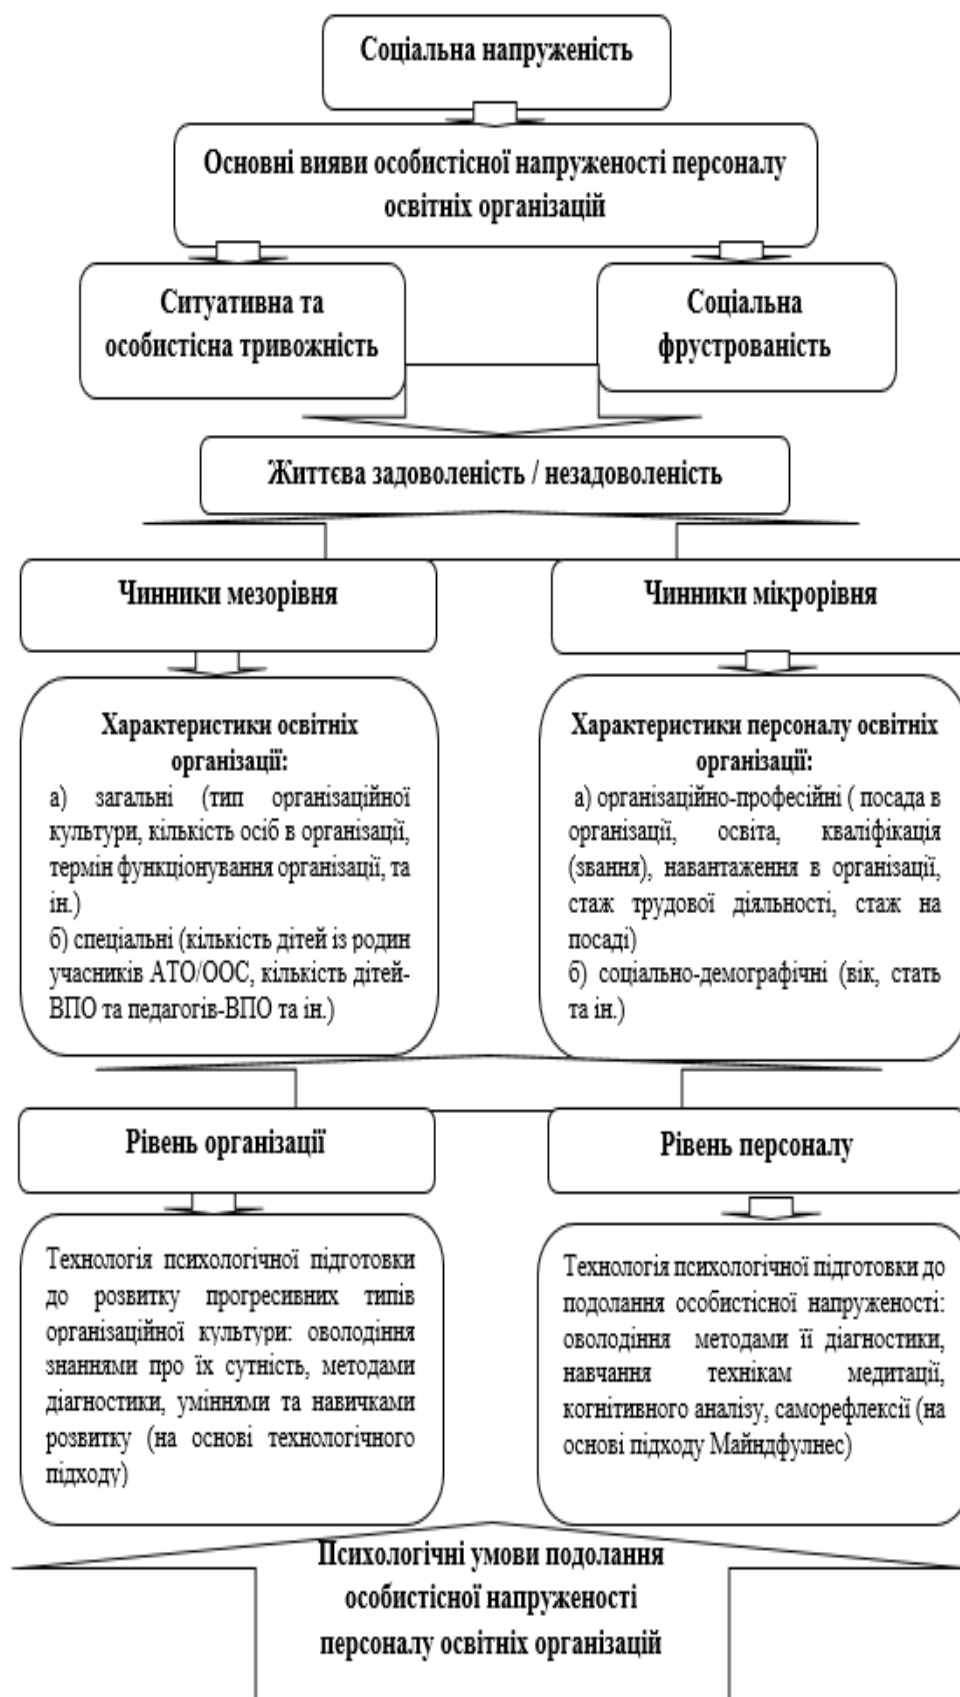 Соціальна напруженість
Основні вияви особистісної напруженості персоналу
освітніх організацій
Ситуативна та
особистісна тривожність
Соціальна
фрустрованість
Життєва задоволеність / незадоволеність
Чинники мезорівня
Чинники мікрорівня
Характеристики освітніх
організації:
а) загальні (тип організаційної
культури, кількість осіб в організації,
термін функціонування організації, та
ін.)
б) спеціальні (кількість дітей із родин
учасників АТО/ООС, кількість дітей-
ВПО та педагогів-ВПО та ін.)
Характеристики персоналу освітніх
організації:
а) організаційно-професійні ( посада в
організації, освіта, кваліфікація
(звання), навантаження в організації,
стаж трудової діяльності, стаж на
посаді)
б) соціально-демографічні (вік, стать
та ін.)
Рівень організації
Рівень персоналу
Технологія психологічної підготовки
до розвитку прогресивних типів
організаційної культури: оволодіння
знаннями про їх сутність, методами
діагностики, уміннями та навичками
розвитку (на основі технологічного
підходу)
Технологія психологічної підготовки до
подолання особистісної напруженості:
оволодіння методами її діагностики,
навчання технікам медитації,
когнітивного аналізу, саморефлексії (на
основі підходу Майндфулнес)
Психологічні умови подолання
особистісної напруженості
персоналу освітніх організацій